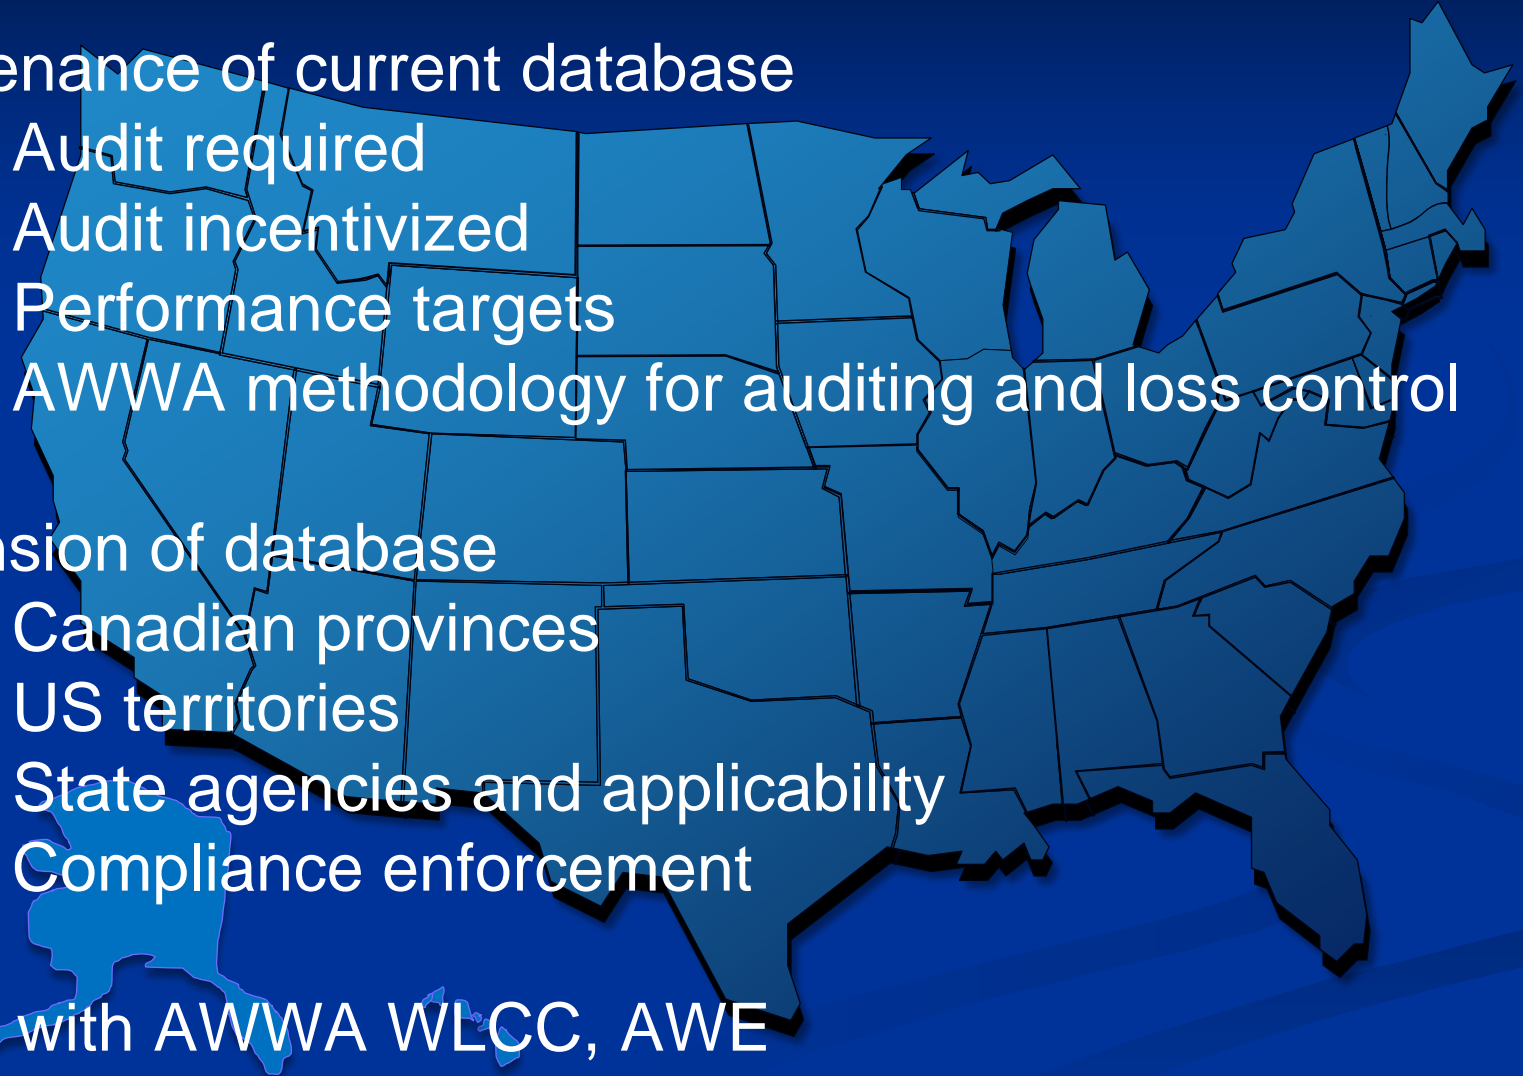 enance of current database
Audit required
Audit incentivized
Performance targets
AWWA methodology for auditing and loss control
nsion of database
Canadian provinces
US territories
State agencies and applicability
Compliance enforcement
with AWWA WLCC, AWE